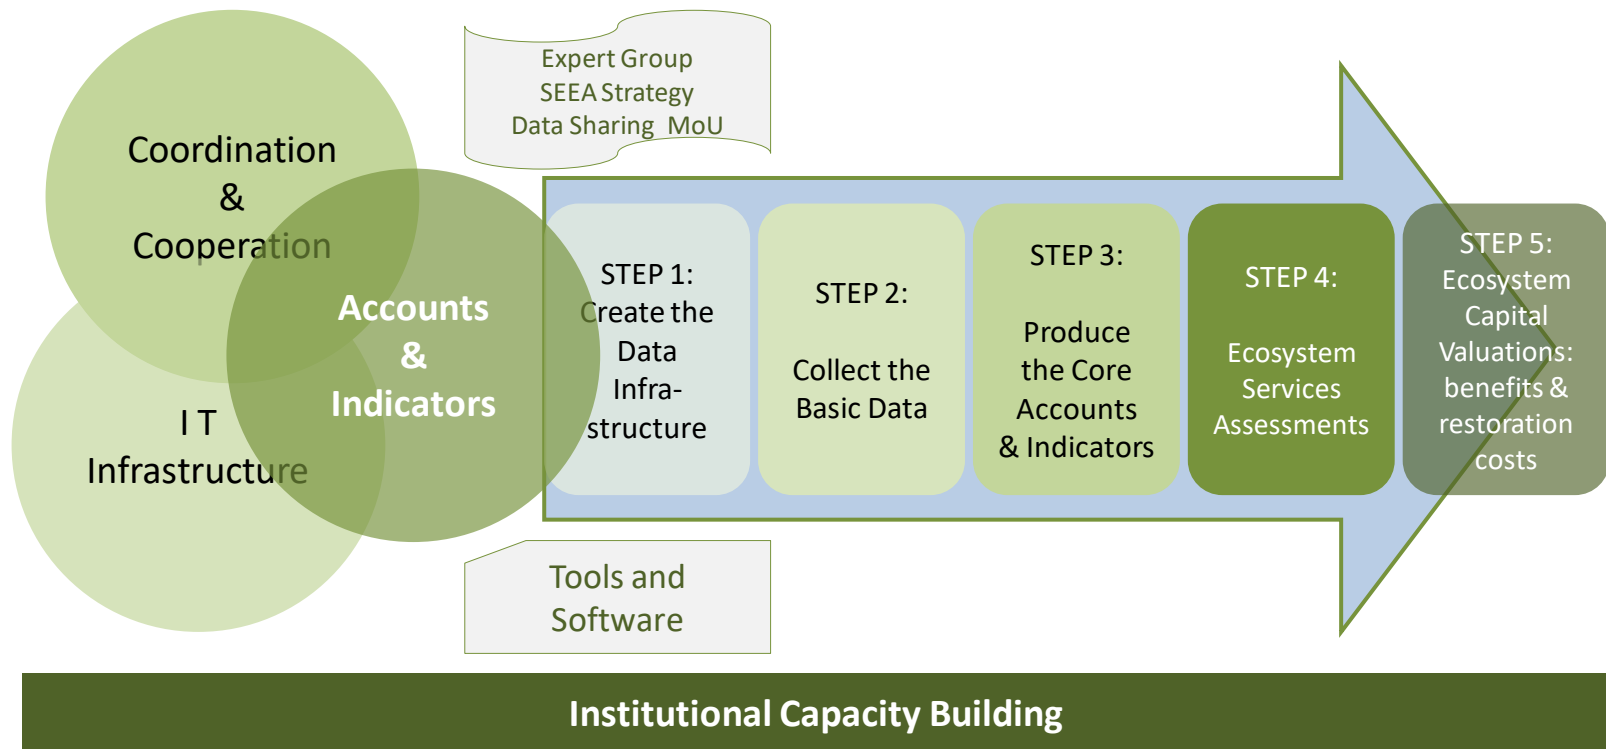 Expert Group
SEEA Strategy
Data Sharing MoU
Coordination
&
Cooperation
Accounts
&
Indicators
I T
Infrastructure
STEP 1:
Create the
Data
Infra-
structure
STEP 2:
Collect the
Basic Data
STEP 3:
Produce
the Core
Accounts
& Indicators
STEP 4:
Ecosystem
Services
Assessments
STEP 5:
Ecosystem
Capital
Valuations:
benefits &
restoration
costs
Tools and
Software
Institutional Capacity Building